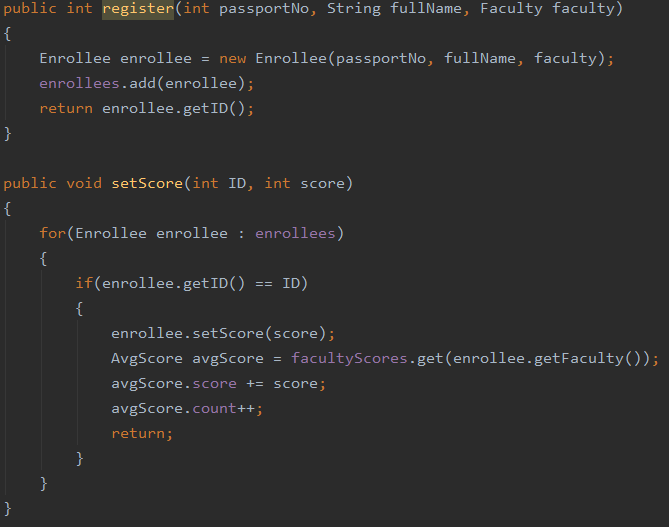 public int register(int passportNo, String fullName, Faculty faculty)
{
Enrollee enrollee = new Enrollee(passportNo, fullName, faculty);
enrollees.add(enrollee);
return enrollee.getID();
}
public void setScore(int ID, int score)
{
for(Enrollee enrollee : enrollees)
{
if(enrollee.getID() == ID)
{
enrollee.setScore(score);
AvgScore avgScore = facultyScores.get(enrollee.getFaculty());
avgScore.score += score;
avgScore.count++;
return;
}
}
}